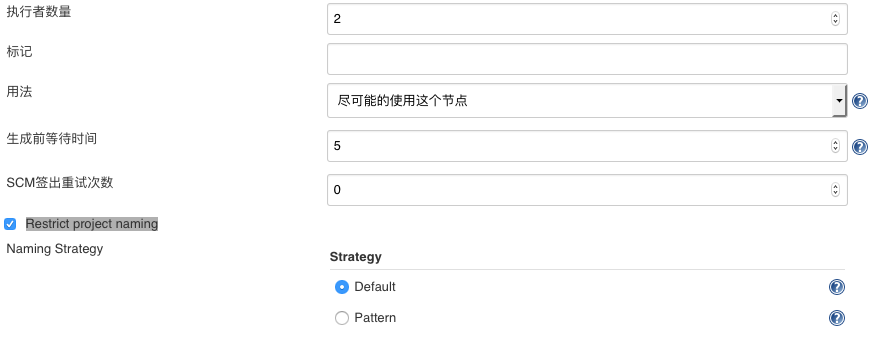 执行者数量
2
标记
用法
尽可能的使用这个节点
生成前等待时间
5
SCM签出重试次数
0
Restrict project naming
Naming Strategy
Strategy
Default
Pattern